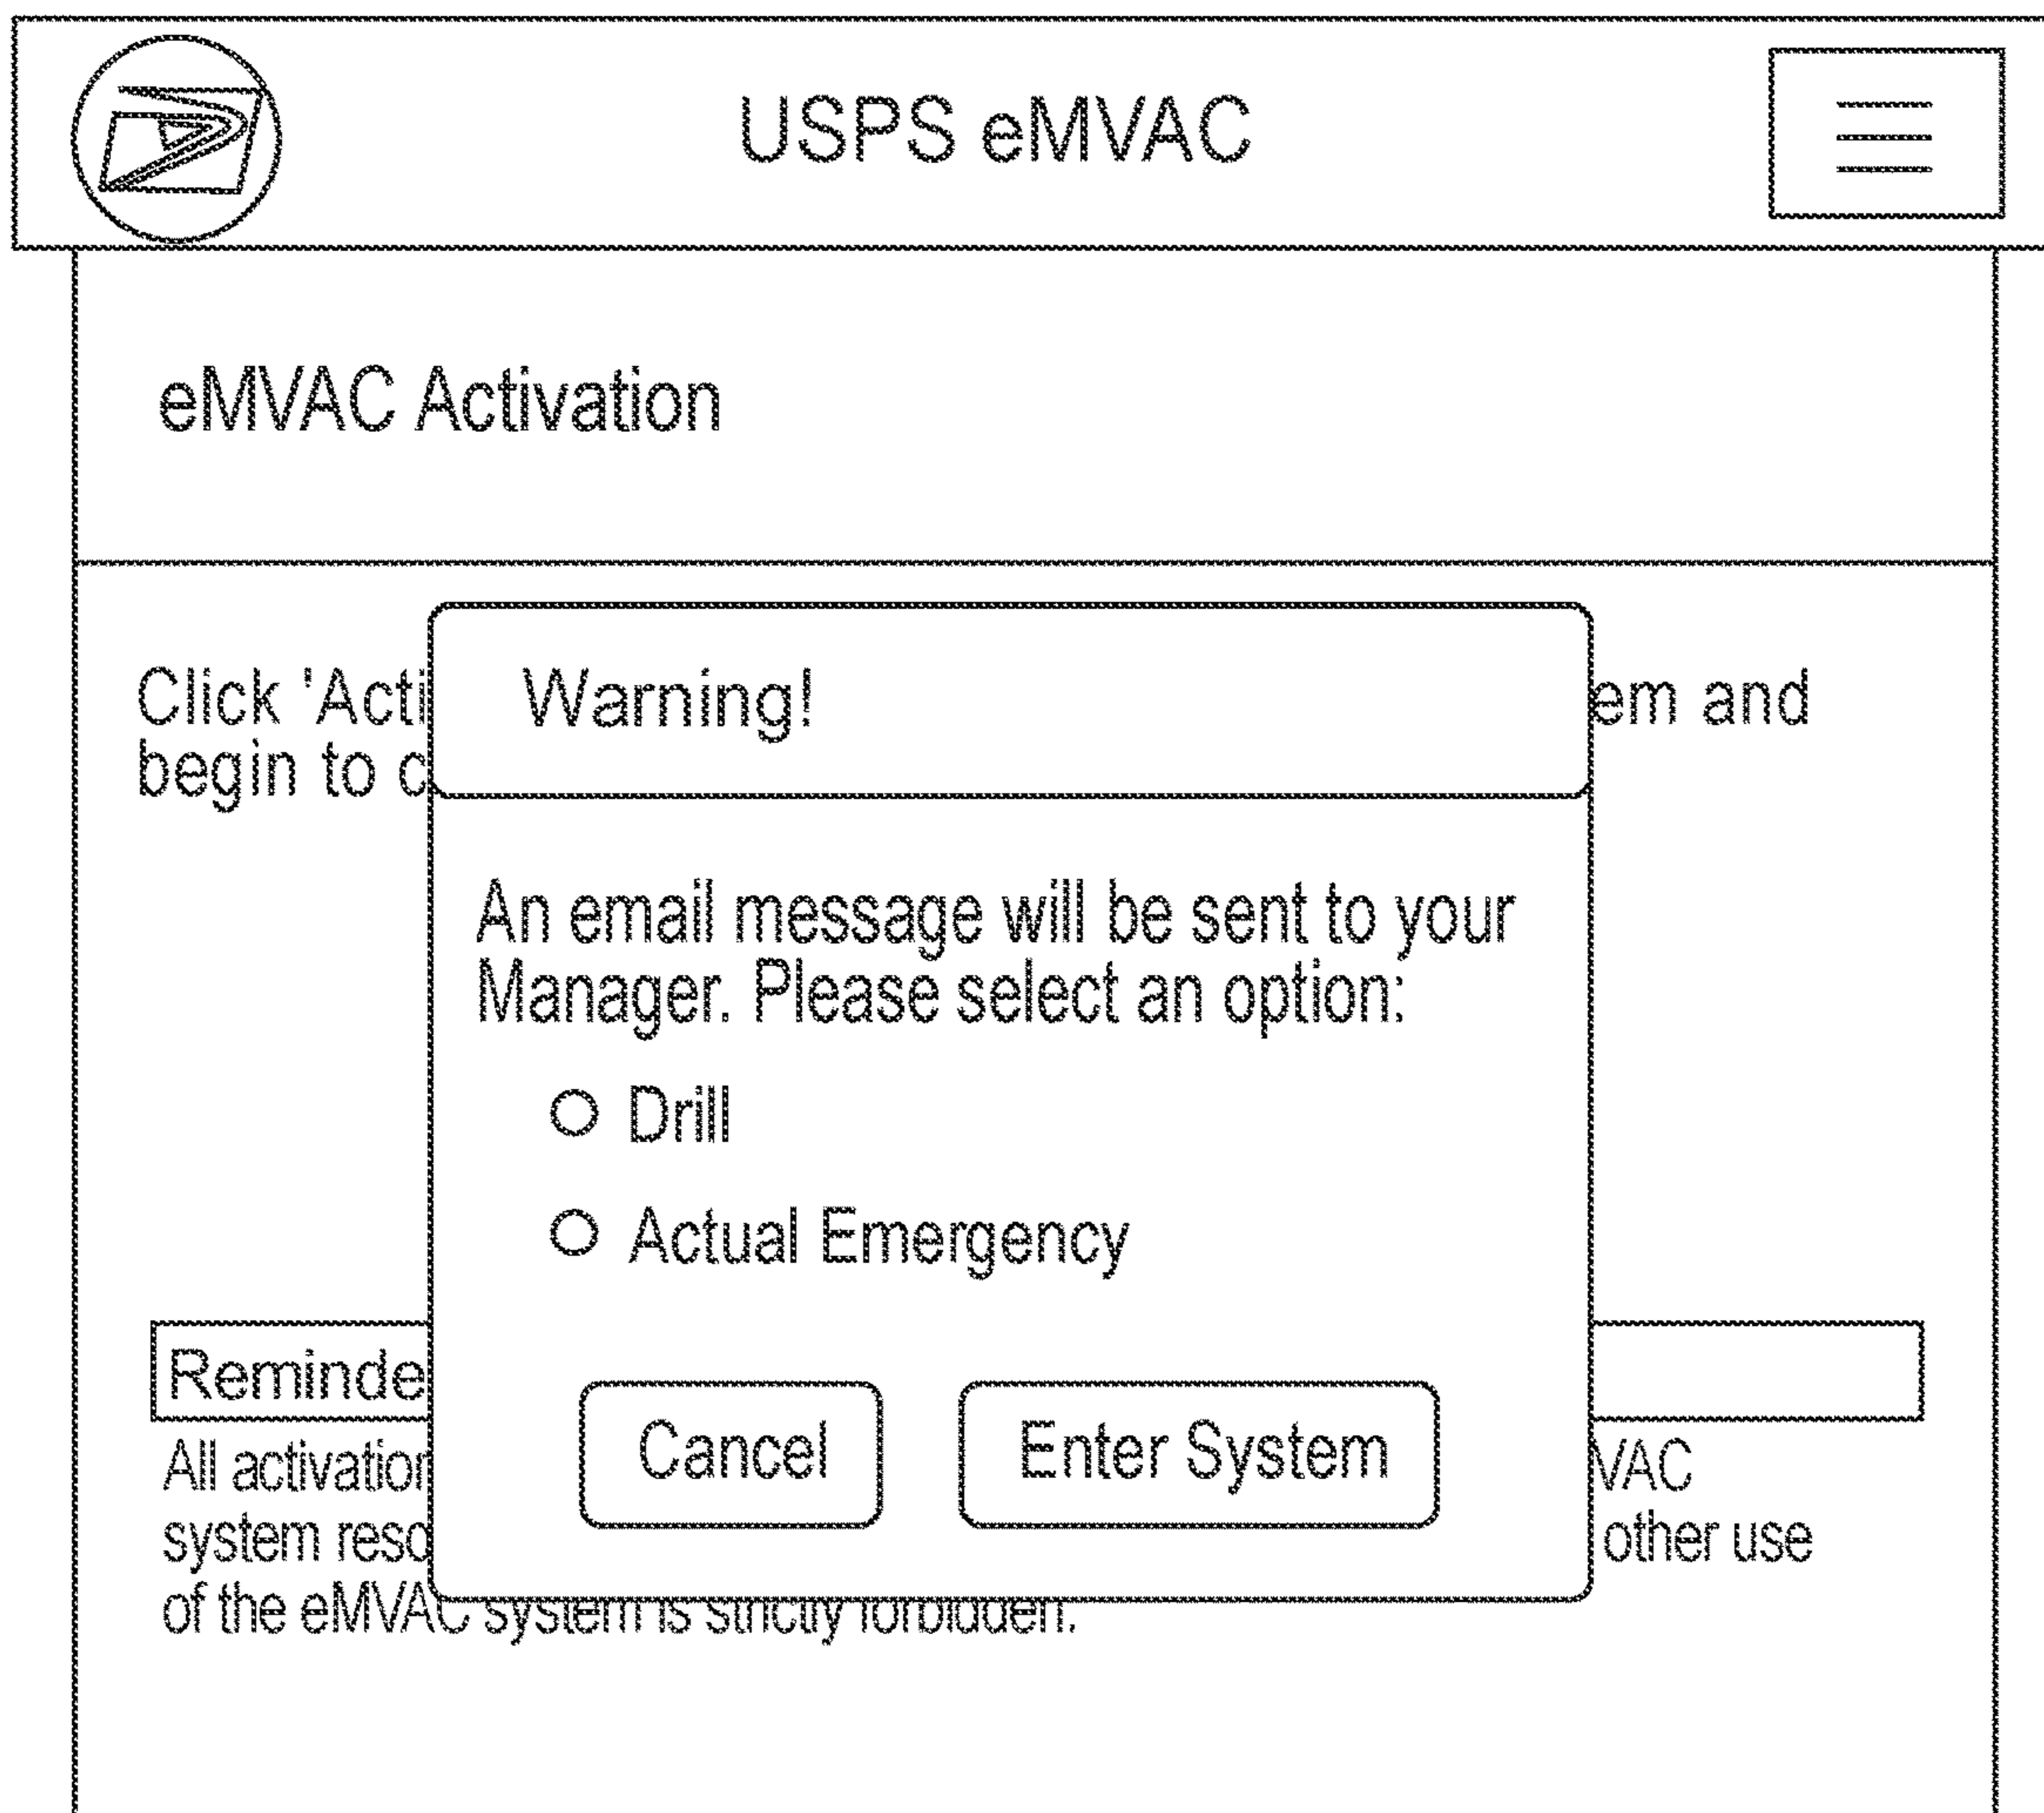 USPS eMVAC
eMVAC Activation
Click 'Acti
em and
begin to c
Warning!
An email message will be sent to your
Manager. Please select an option:
Drill
Actual Emergency
Cancel
Enter System
Reminde
All activation
VAC
system reso
other use
of the eMVAC system is strictly forbidden.